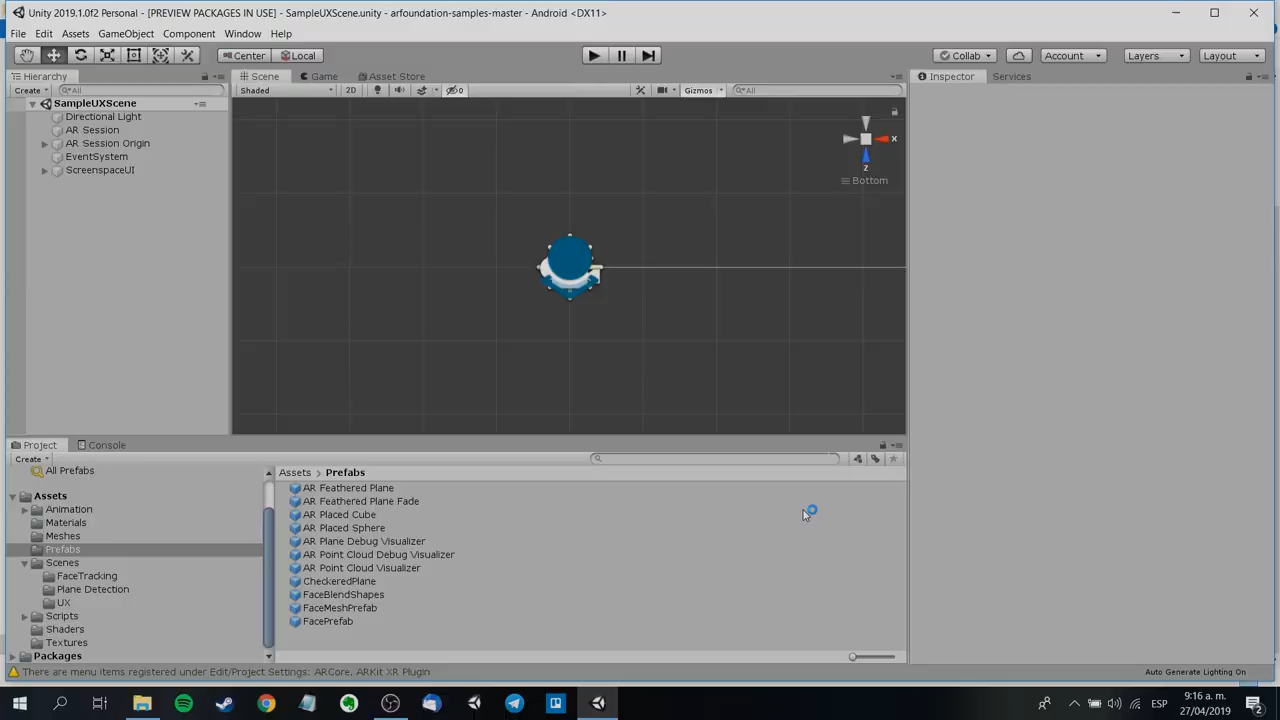 Unity 2019.1.0f2 Personal - [PREVIEW PACKAGES IN USE] - SampleUXScene.unity - arfoundation-samples-master - Android <DX11>
File Edit Assets GameObject Component Window Help
Center Local Collab Account Layers Layout
Hierarchy Scene Game Asset Store Inspector Services
Create All Shaded 2D 0 Gizmos All
SampleUXScene
Directional Light
AR Session
AR Session Origin
EventSystem
ScreenspaceUI
x
z
Bottom
Project Console
Create
All Prefabs
Assets
Animation
Materials
Meshes
Prefabs
Scenes
FaceTracking
Plane Detection
UX
Scripts
Shaders
Textures
Packages
Assets > Prefabs
AR Feathered Plane
AR Feathered Plane Fade
AR Placed Cube
AR Placed Sphere
AR Plane Debug Visualizer
AR Point Cloud Debug Visualizer
AR Point Cloud Visualizer
CheckeredPlane
FaceBlendShapes
FaceMeshPrefab
FacePrefab
There are menu items registered under Edit/Project Settings: ARCore, ARKit XR Plugin
Auto Generate Lighting On
ESP
9:16 a. m.
27/04/2019
2